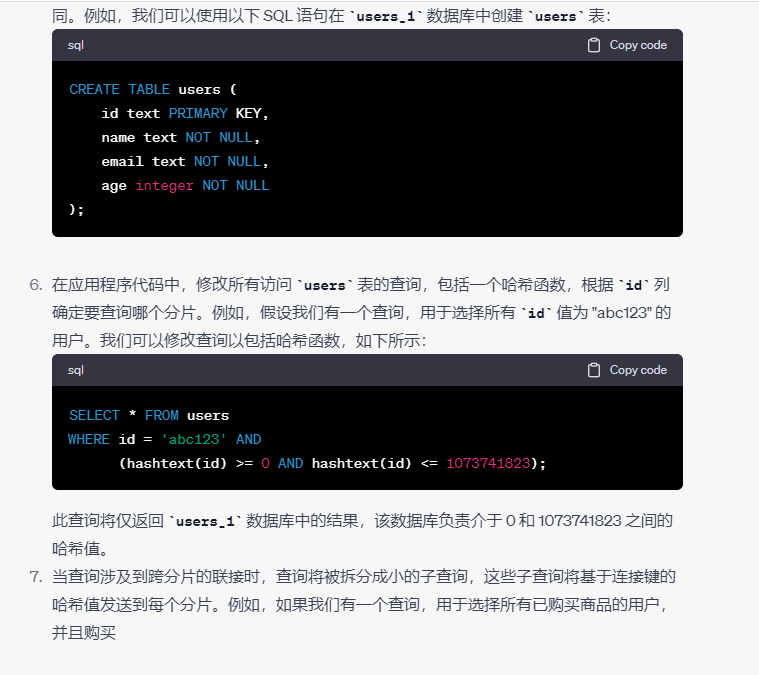 同。例如，我们可以使用以下 SQL 语句在 `users_1` 数据库中创建 `users` 表：
sql
Copy code
CREATE TABLE users (
    id text PRIMARY KEY,
    name text NOT NULL,
    email text NOT NULL,
    age integer NOT NULL
);
6. 在应用程序代码中，修改所有访问 `users` 表的查询，包括一个哈希函数，根据 `id` 列
确定要查询哪个分片。例如，假设我们有一个查询，用于选择所有 `id` 值为 "abc123" 的
用户。我们可以修改查询以包括哈希函数，如下所示：
sql
Copy code
SELECT * FROM users
WHERE id = 'abc123' AND
      (hashtext(id) >= 0 AND hashtext(id) <= 1073741823);
此查询将仅返回 `users_1` 数据库中的结果，该数据库负责介于 0 和 1073741823 之间的
哈希值。
7. 当查询涉及到跨分片的联接时，查询将被拆分成小的子查询，这些子查询将基于连接键的
哈希值发送到每个分片。例如，如果我们有一个查询，用于选择所有已购买商品的用户，
并且购买